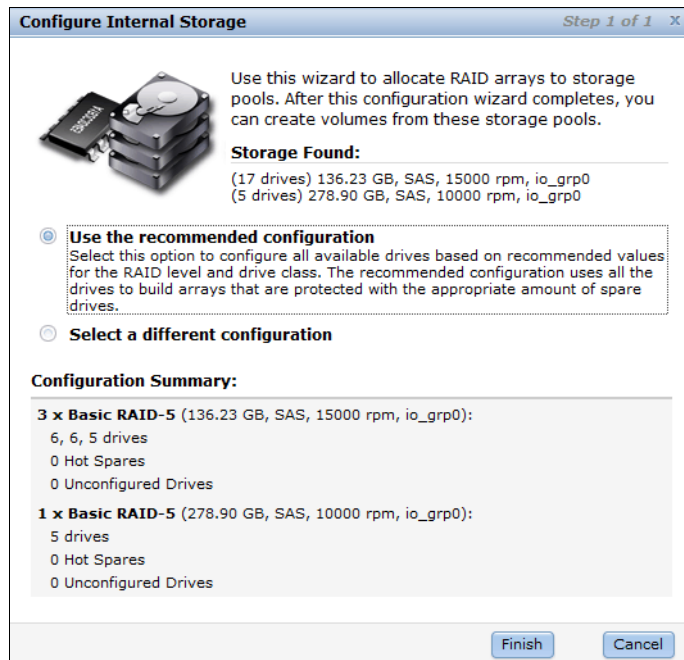 Configure Internal Storage
Step 1 of 1 X
Use this wizard to allocate RAID arrays to storage
pools. After this configuration wizard completes, you
can create volumes from these storage pools.
Storage Found:
(17 drives) 136.23 GB, SAS, 15000 rpm, io_grp0
(5 drives) 278.90 GB, SAS, 10000 rpm, io_grp0
Use the recommended configuration
Select this option to configure all available drives based on recommended values
for the RAID level and drive class. The recommended configuration uses all the
drives to build arrays that are protected with the appropriate amount of spare
drives.
Select a different configuration
Configuration Summary:
3 x Basic RAID-5 (136.23 GB, SAS, 15000 rpm, io_grp0):
6, 6, 5 drives
0 Hot Spares
0 Unconfigured Drives
1 x Basic RAID-5 (278.90 GB, SAS, 10000 rpm, io_grp0):
5 drives
0 Hot Spares
0 Unconfigured Drives
Finish
Cancel